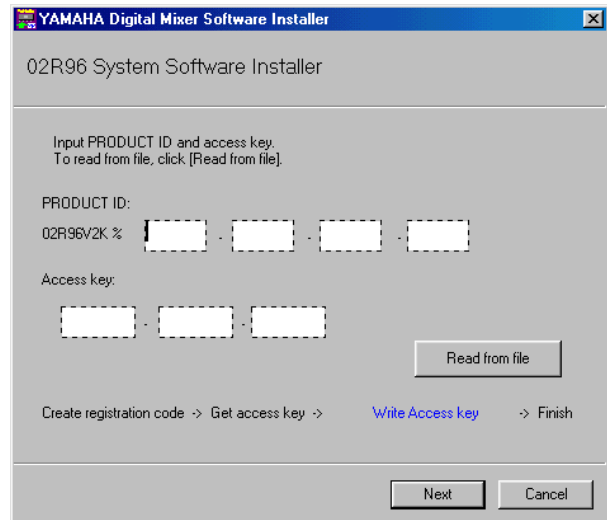 YAMAHA Digital Mixer Software Installer
02R96 System Software Installer
Input PRODUCT ID and access key.
To read from file, click [Read from file].
PRODUCT ID:
02R96V2K %
- - -
Access key:
- -
Read from file
Create registration code -> Get access key -> Write Access key -> Finish
Next Cancel